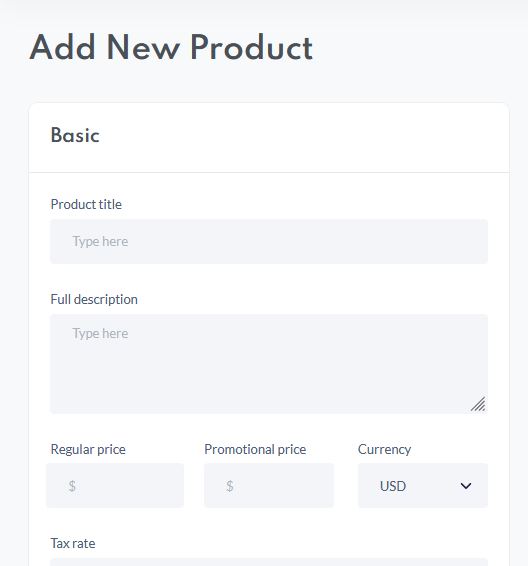 Add New Product
Basic
Product title
Type here
Full description
Type here
Regular price Promotional price Currency
$ $ USD
Tax rate